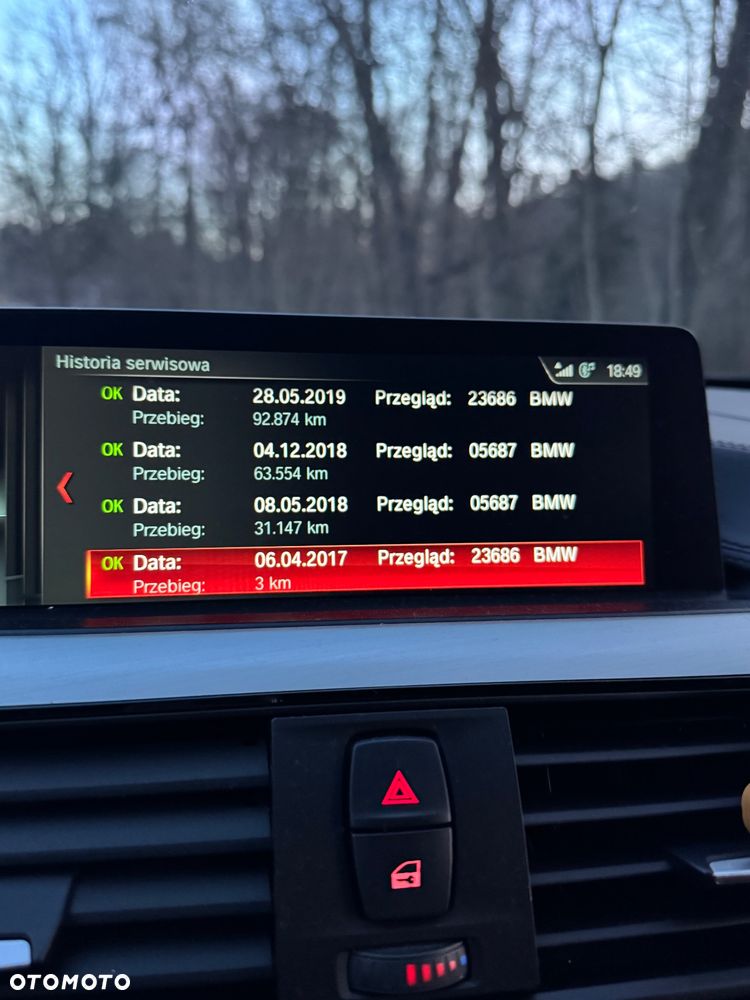 Historia serwisowa 18:49
OK Data: 28.05.2019 Przegląd: 23686 BMW
Przebieg: 92.874 km
OK Data: 04.12.2018 Przegląd: 05687 BMW
Przebieg: 63.554 km
OK Data: 08.05.2018 Przegląd: 05687 BMW
Przebieg: 31.147 km
OK Data: 06.04.2017 Przegląd: 23686 BMW
Przebieg: 3 km
OTOMOTO